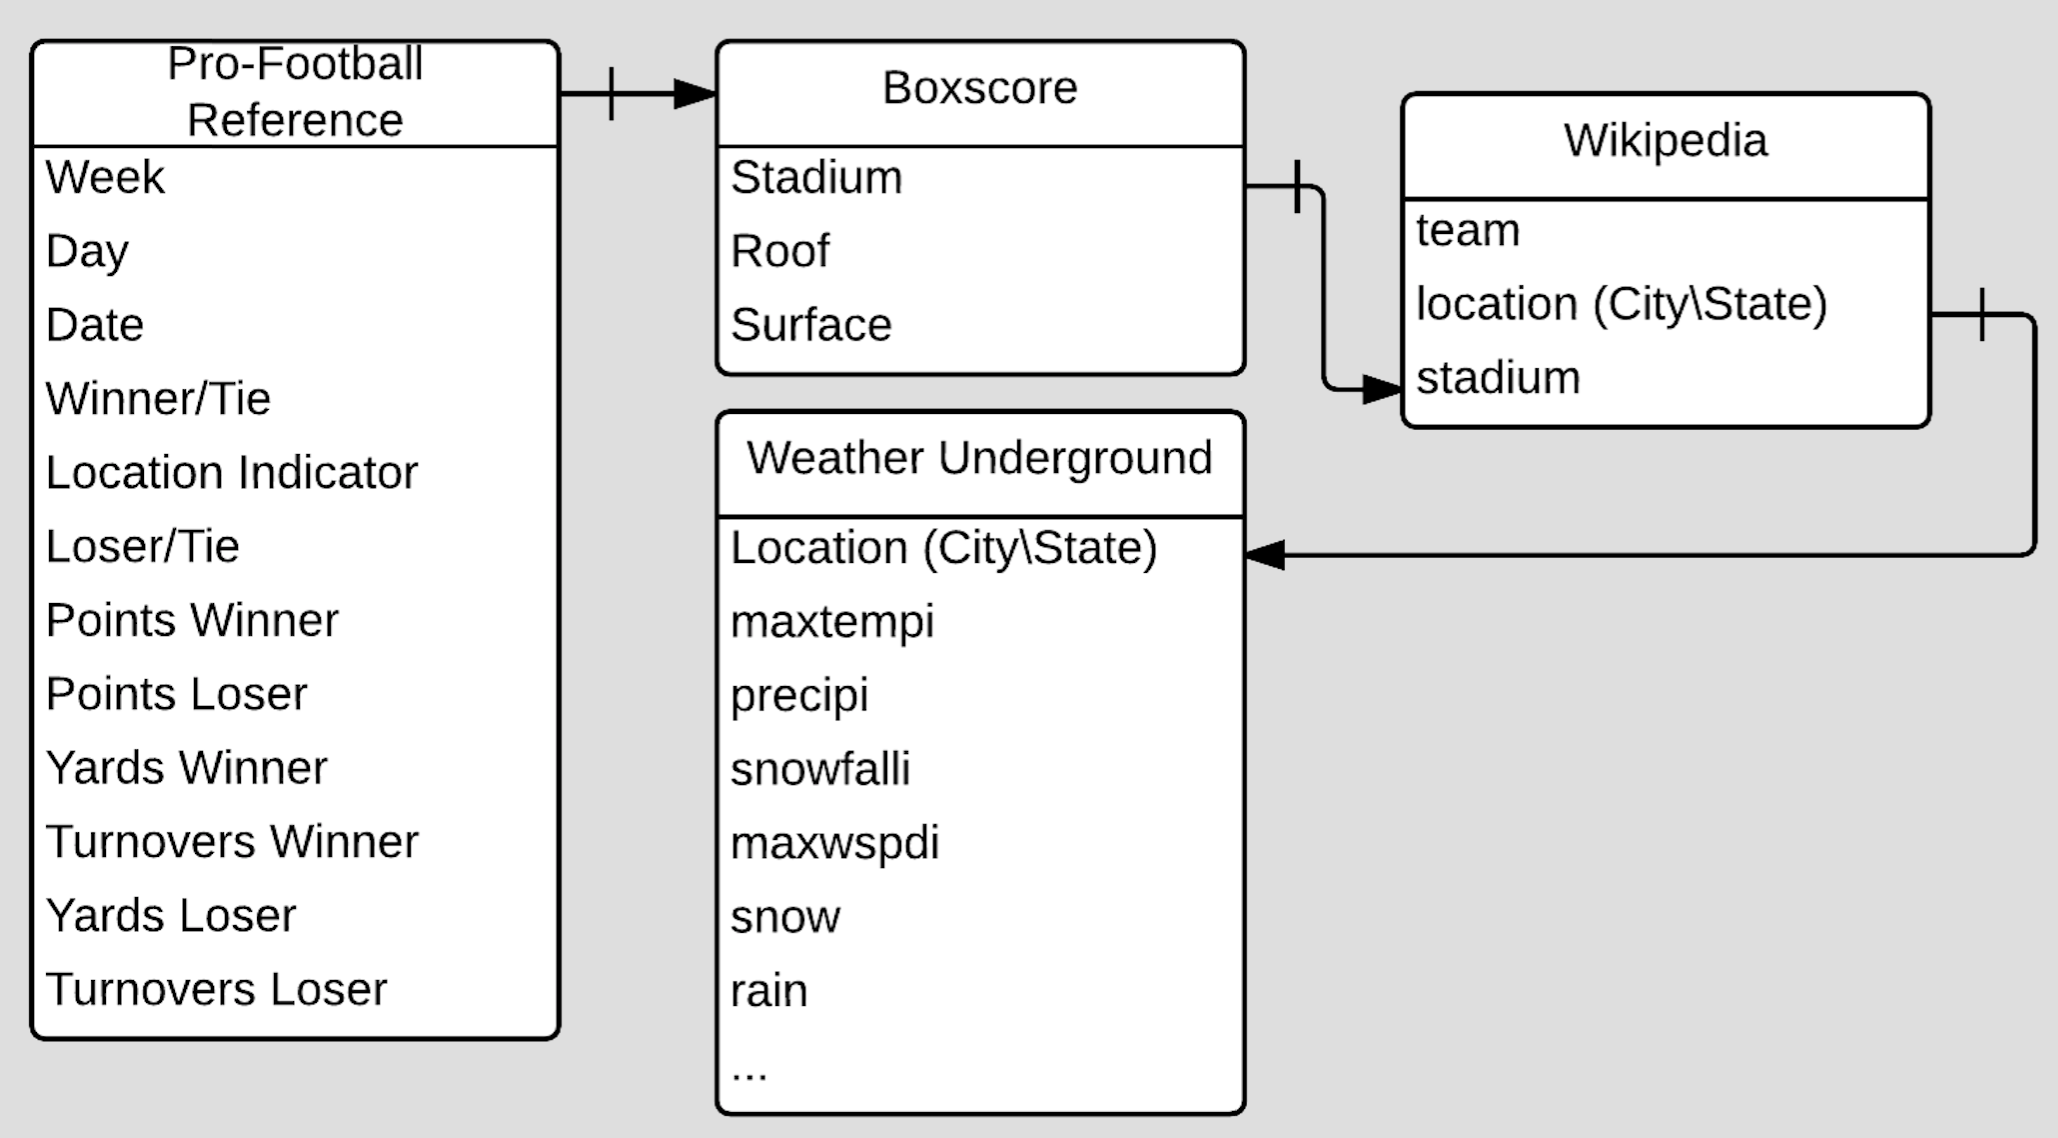 Pro-Football
Reference
Week
Day
Date
Winner/Tie
Location Indicator
Loser/Tie
Points Winner
Points Loser
Yards Winner
Turnovers Winner
Yards Loser
Turnovers Loser
Boxscore
Stadium
Roof
Surface
Weather Underground
Location (City\State)
maxtempi
precipi
snowfalli
maxwspdi
snow
rain
...
Wikipedia
team
location (City\State)
stadium